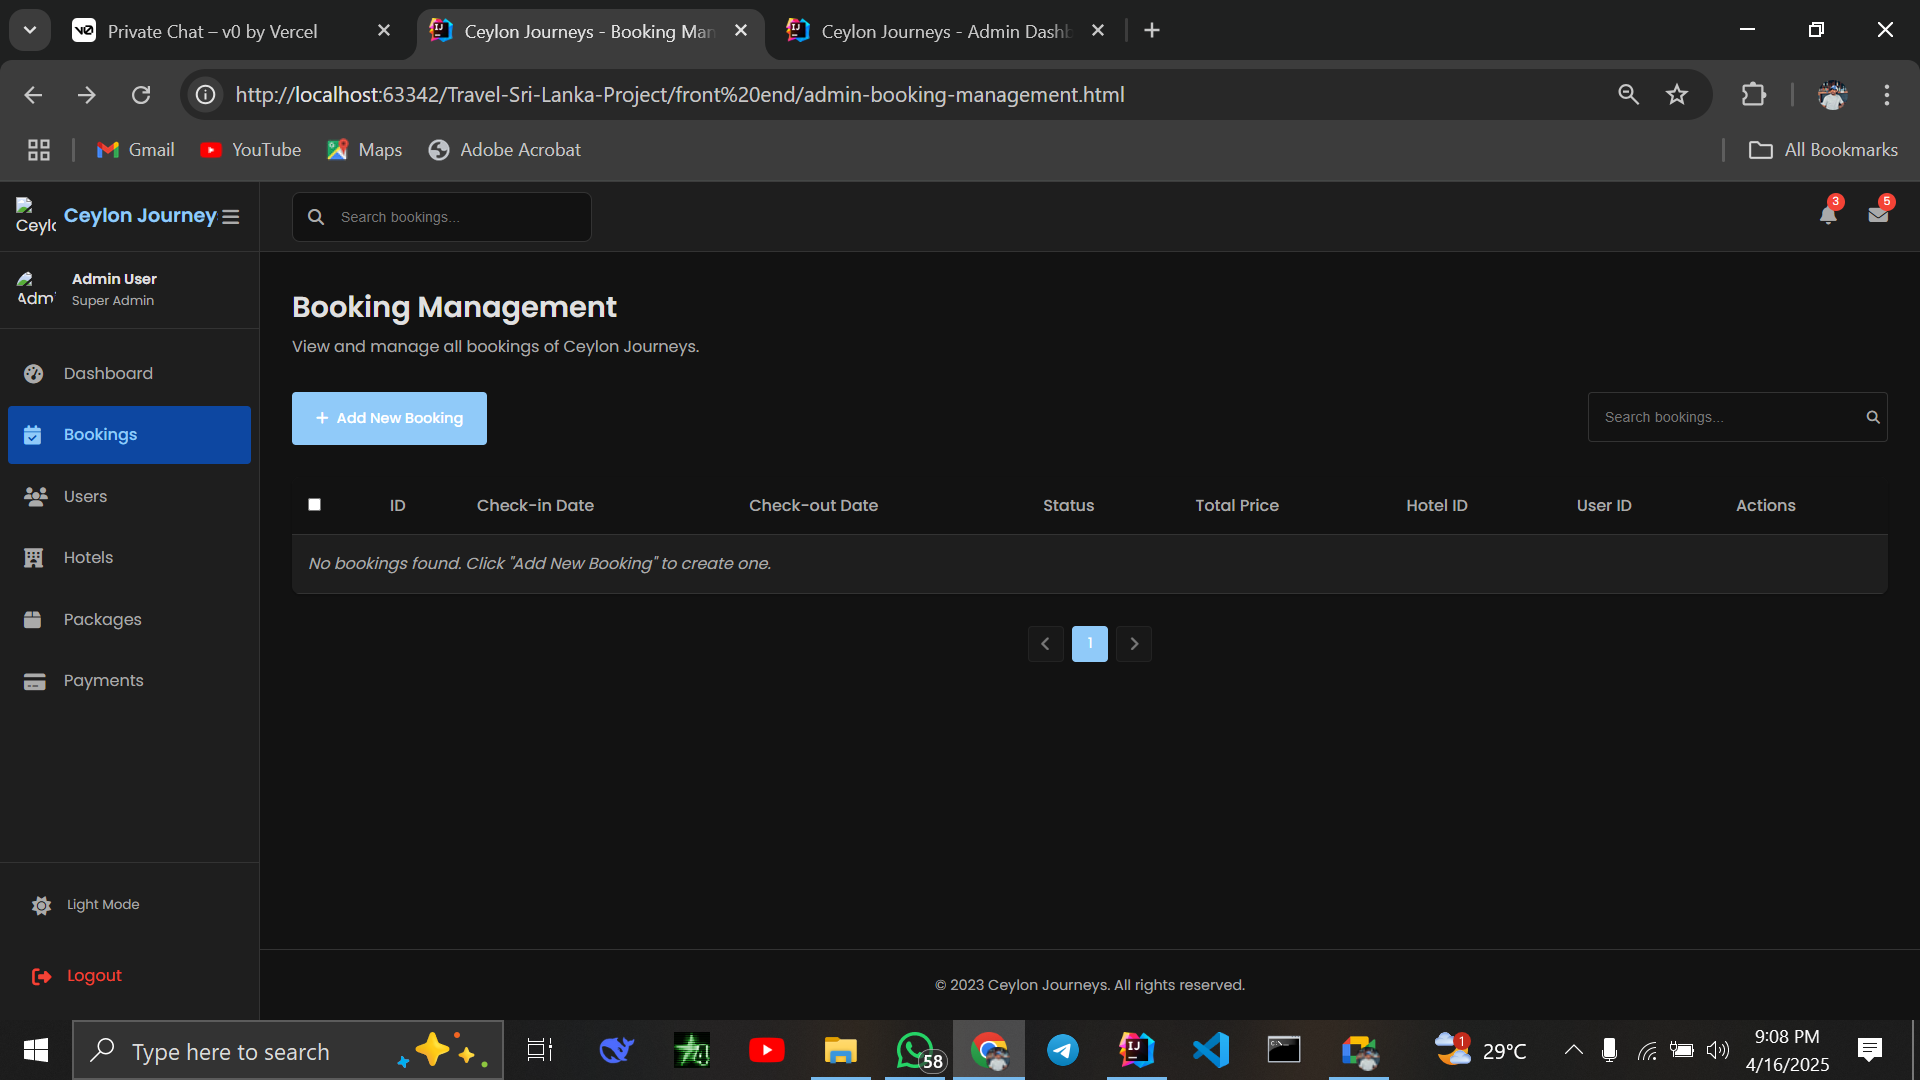 Private Chat – v0 by Vercel
Ceylon Journeys - Booking Man
Ceylon Journeys - Admin Dashb
http://localhost:63342/Travel-Sri-Lanka-Project/front%20end/admin-booking-management.html
Gmail
YouTube
Maps
Adobe Acrobat
All Bookmarks
Ceylo
Ceylon Journey
Search bookings...
3
5
Adm
Admin User
Super Admin
Booking Management
View and manage all bookings of Ceylon Journeys.
Dashboard
Bookings
Users
Hotels
Packages
Payments
+ Add New Booking
Search bookings...
ID Check-in Date Check-out Date Status Total Price Hotel ID User ID Actions
No bookings found. Click "Add New Booking" to create one.
1
Light Mode
Logout
© 2023 Ceylon Journeys. All rights reserved.
Type here to search
58
1
29°C
9:08 PM
4/16/2025